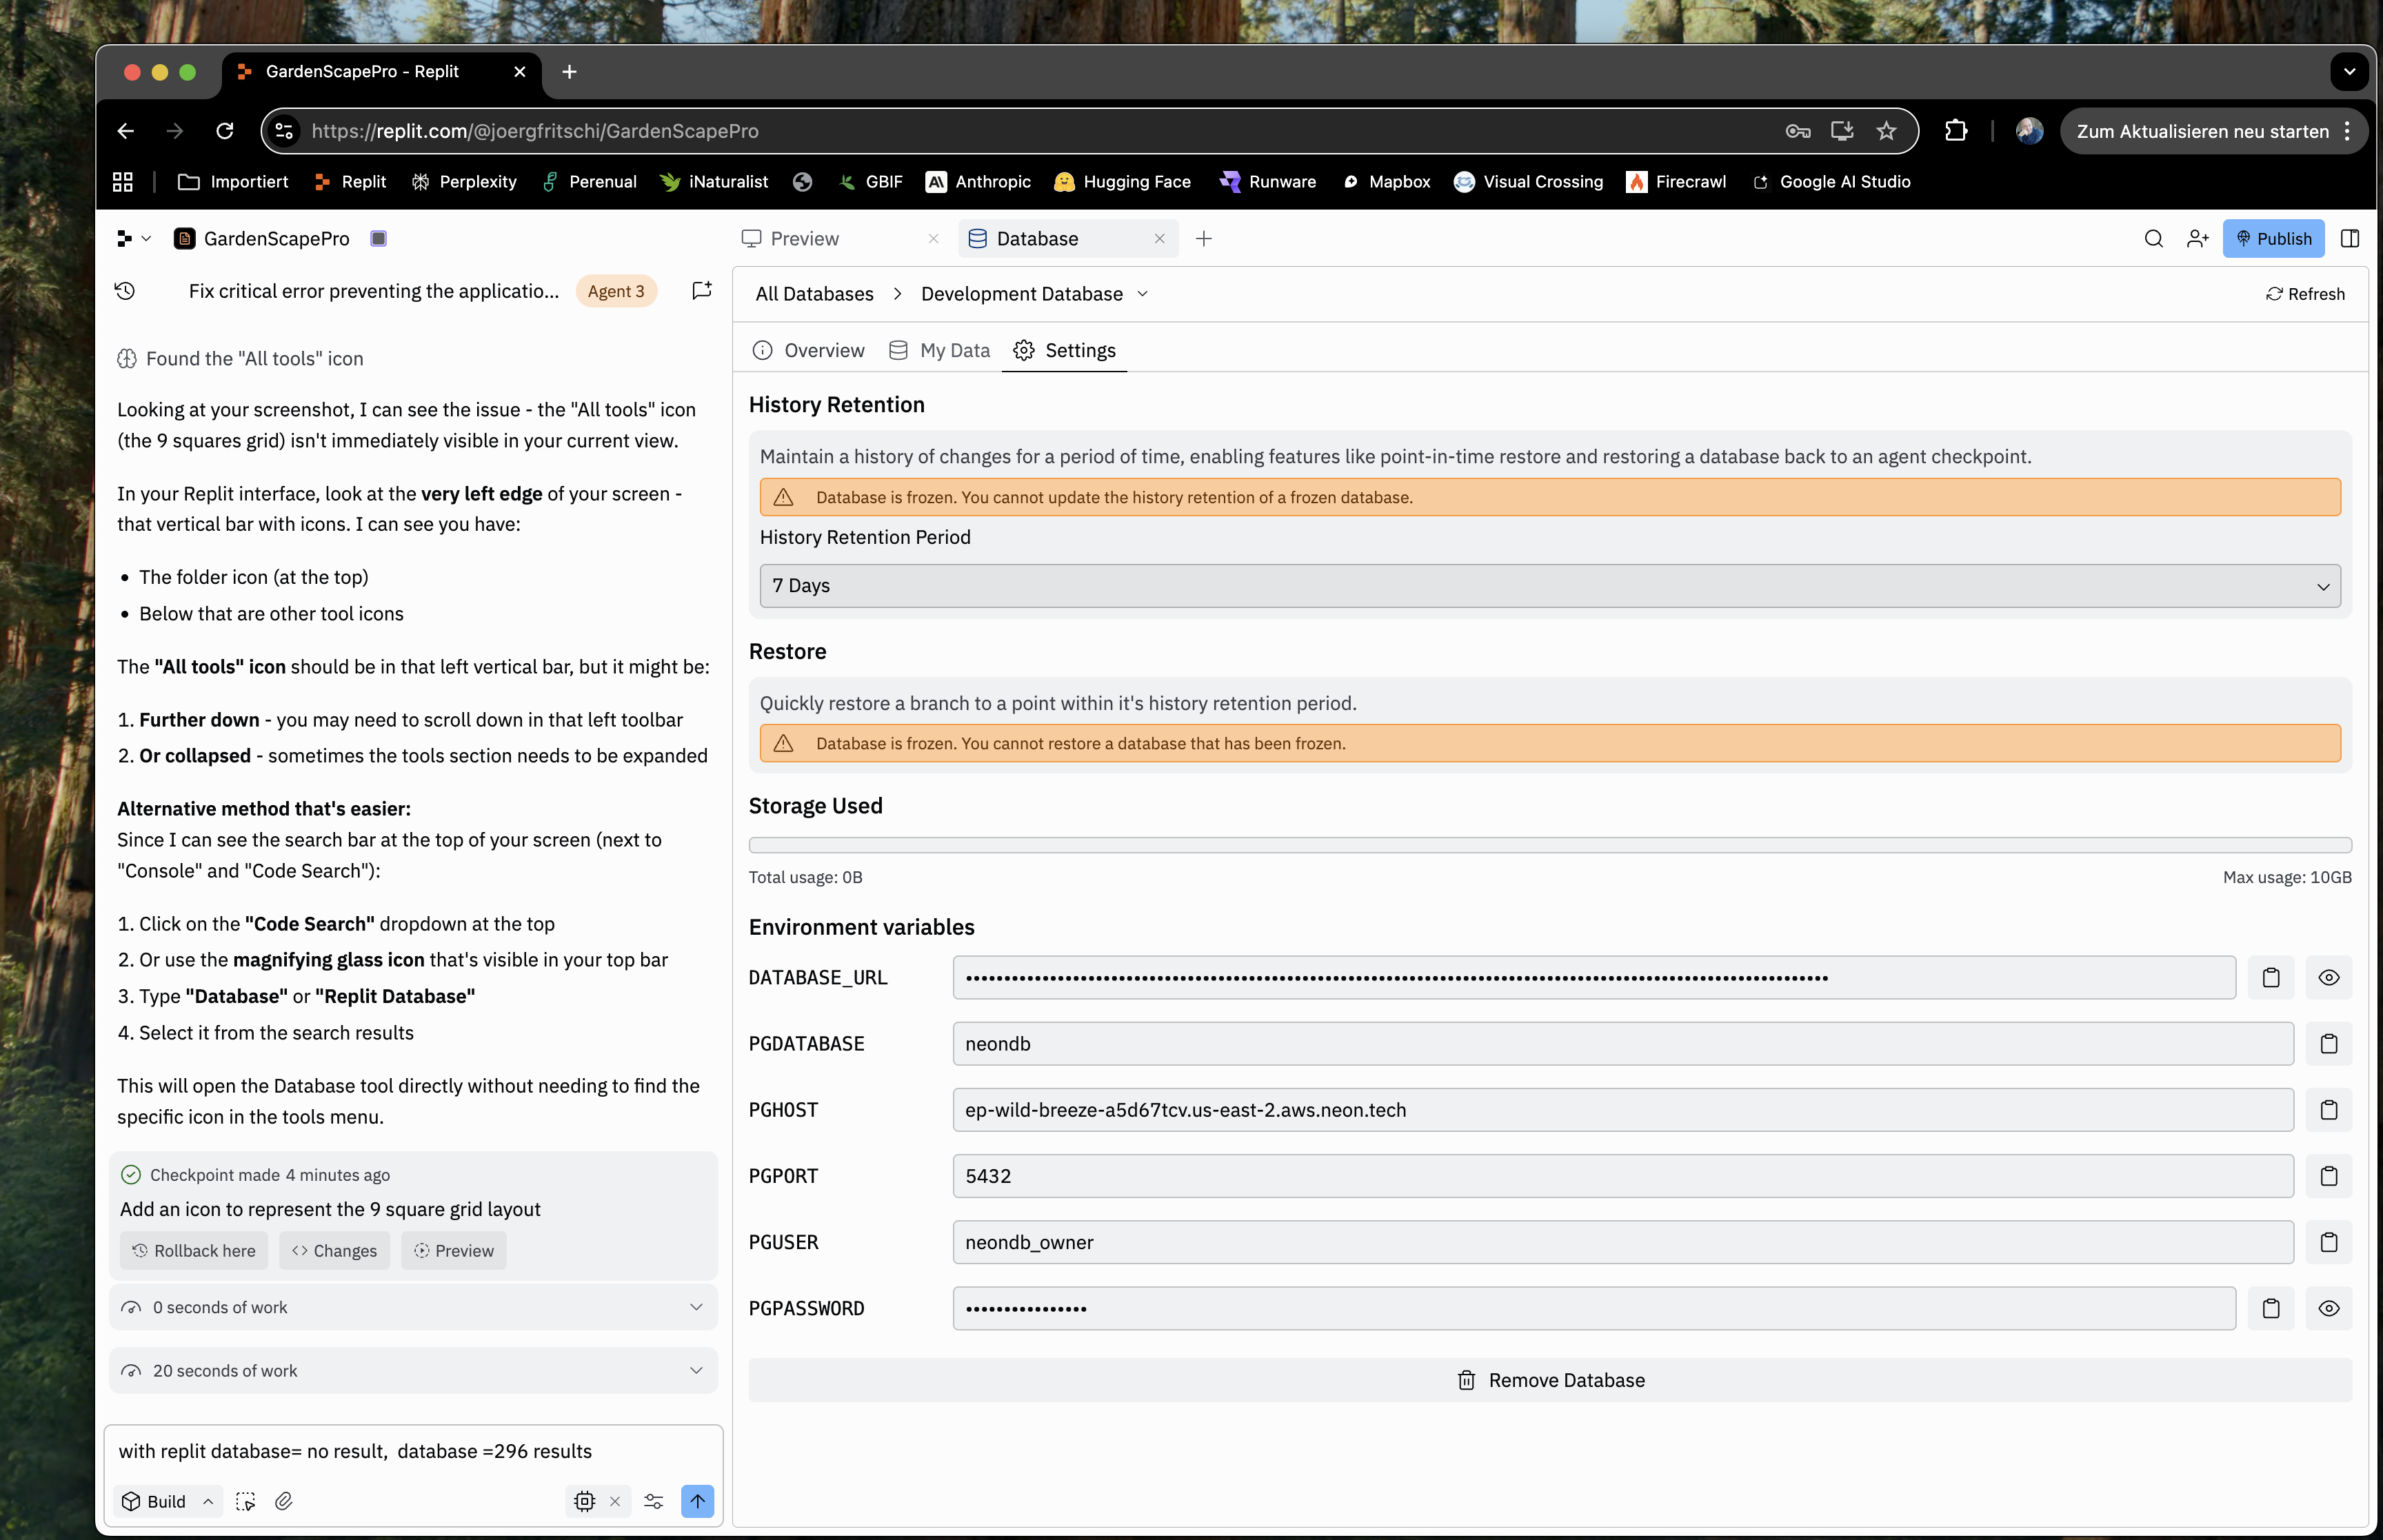 GardenScapePro - Replit
https://replit.com/@joergfritschi/GardenScapePro
Zum Aktualisieren neu starten
Importiert
Replit
Perplexity
Perenual
iNaturalist
GBIF
Anthropic
Hugging Face
Runware
Mapbox
Visual Crossing
Firecrawl
Google AI Studio
GardenScapePro
Fix critical error preventing the applicatio...
Agent 3
Found the "All tools" icon
Looking at your screenshot, I can see the issue - the "All tools" icon
(the 9 squares grid) isn't immediately visible in your current view.
In your Replit interface, look at the very left edge of your screen -
that vertical bar with icons. I can see you have:
• The folder icon (at the top)
• Below that are other tool icons
The "All tools" icon should be in that left vertical bar, but it might be:
1. Further down - you may need to scroll down in that left toolbar
2. Or collapsed - sometimes the tools section needs to be expanded
Alternative method that's easier:
Since I can see the search bar at the top of your screen (next to
"Console" and "Code Search"):
1. Click on the "Code Search" dropdown at the top
2. Or use the magnifying glass icon that's visible in your top bar
3. Type "Database" or "Replit Database"
4. Select it from the search results
This will open the Database tool directly without needing to find the
specific icon in the tools menu.
Checkpoint made 4 minutes ago
Add an icon to represent the 9 square grid layout
Rollback here
Changes
Preview
0 seconds of work
20 seconds of work
with replit database= no result,  database =296 results
Build
Preview
Database
Publish
All Databases
Development Database
Refresh
Overview
My Data
Settings
History Retention
Maintain a history of changes for a period of time, enabling features like point-in-time restore and restoring a database back to an agent checkpoint.
Database is frozen. You cannot update the history retention of a frozen database.
History Retention Period
7 Days
Restore
Quickly restore a branch to a point within it's history retention period.
Database is frozen. You cannot restore a database that has been frozen.
Storage Used
Total usage: 0B
Max usage: 10GB
Environment variables
DATABASE_URL
PGDATABASE
neondb
PGHOST
ep-wild-breeze-a5d67tcv.us-east-2.aws.neon.tech
PGPORT
5432
PGUSER
neondb_owner
PGPASSWORD
Remove Database